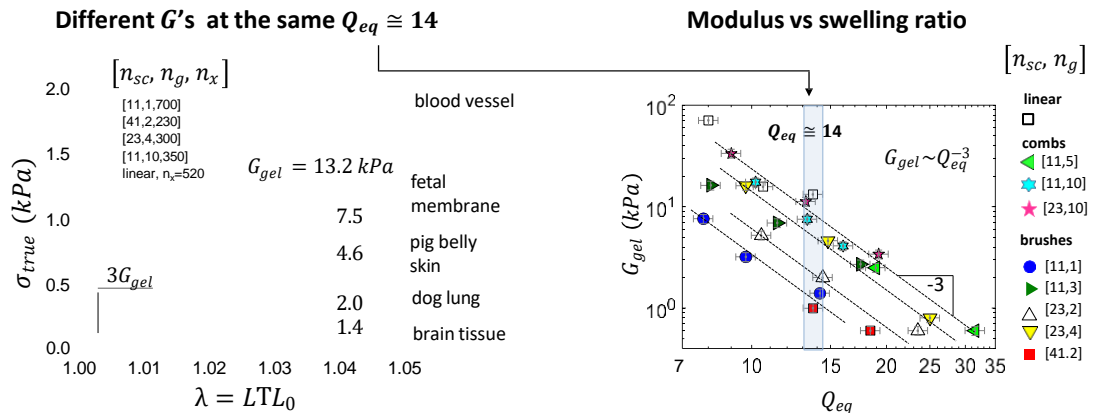 Different G's at the same Q_eq ≅ 14
Modulus vs swelling ratio
[n_sc, n_g, n_x]
[11,1,700]
[41,2,230]
[23,4,300]
[11,10,350]
linear, n_x=520
2.0
1.5
1.0
0.5
0.0
σ_true (kPa)
3G_gel
G_gel = 13.2 kPa
7.5
4.6
2.0
1.4
blood vessel
fetal
membrane
pig belly
skin
dog lung
brain tissue
1.00
1.01
1.02
1.03
1.04
1.05
λ = LTL_0
10^2
10^1
10^0
G_gel (kPa)
Q_eq ≅ 14
G_gel~Q_eq^-3
-3
7
10
15
20
25
30
35
Q_eq
[n_sc, n_g]
linear
combs
[11,5]
[11,10]
[23,10]
brushes
[11,1]
[11,3]
[23,2]
[23,4]
[41.2]